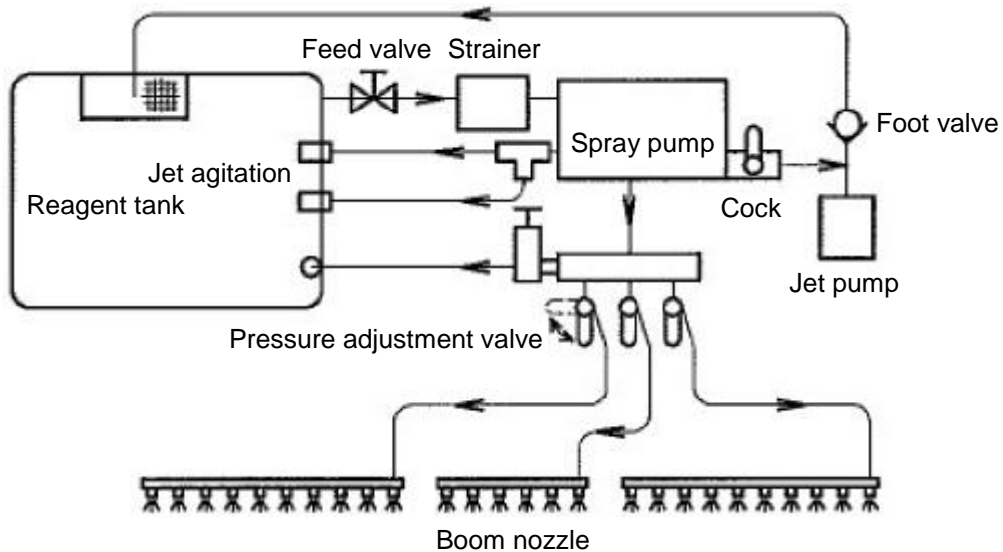 Feed valve
Strainer
Foot valve
Spray pump
Jet agitation
Reagent tank
Cock
Jet pump
Pressure adjustment valve
Boom nozzle